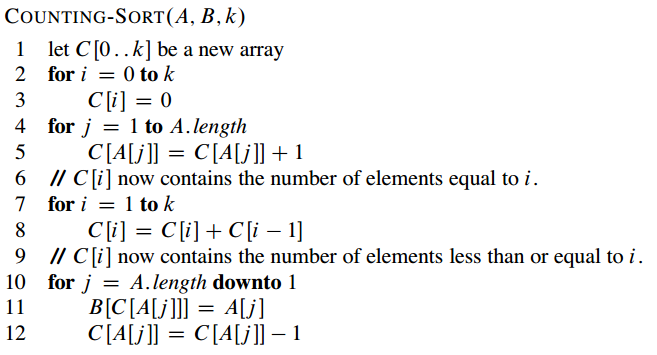 COUNTING-SORT(A, B, k)
1 let C[0..k] be a new array
2 for i = 0 to k
3 C[i] = 0
4 for j = 1 to A.length
5 C[A[j]] = C[A[j]] + 1
6 // C[i] now contains the number of elements equal to i.
7 for i = 1 to k
8 C[i] = C[i] + C[i − 1]
9 // C[i] now contains the number of elements less than or equal to i.
10 for j = A.length downto 1
11 B[C[A[j]]] = A[j]
12 C[A[j]] = C[A[j]] − 1